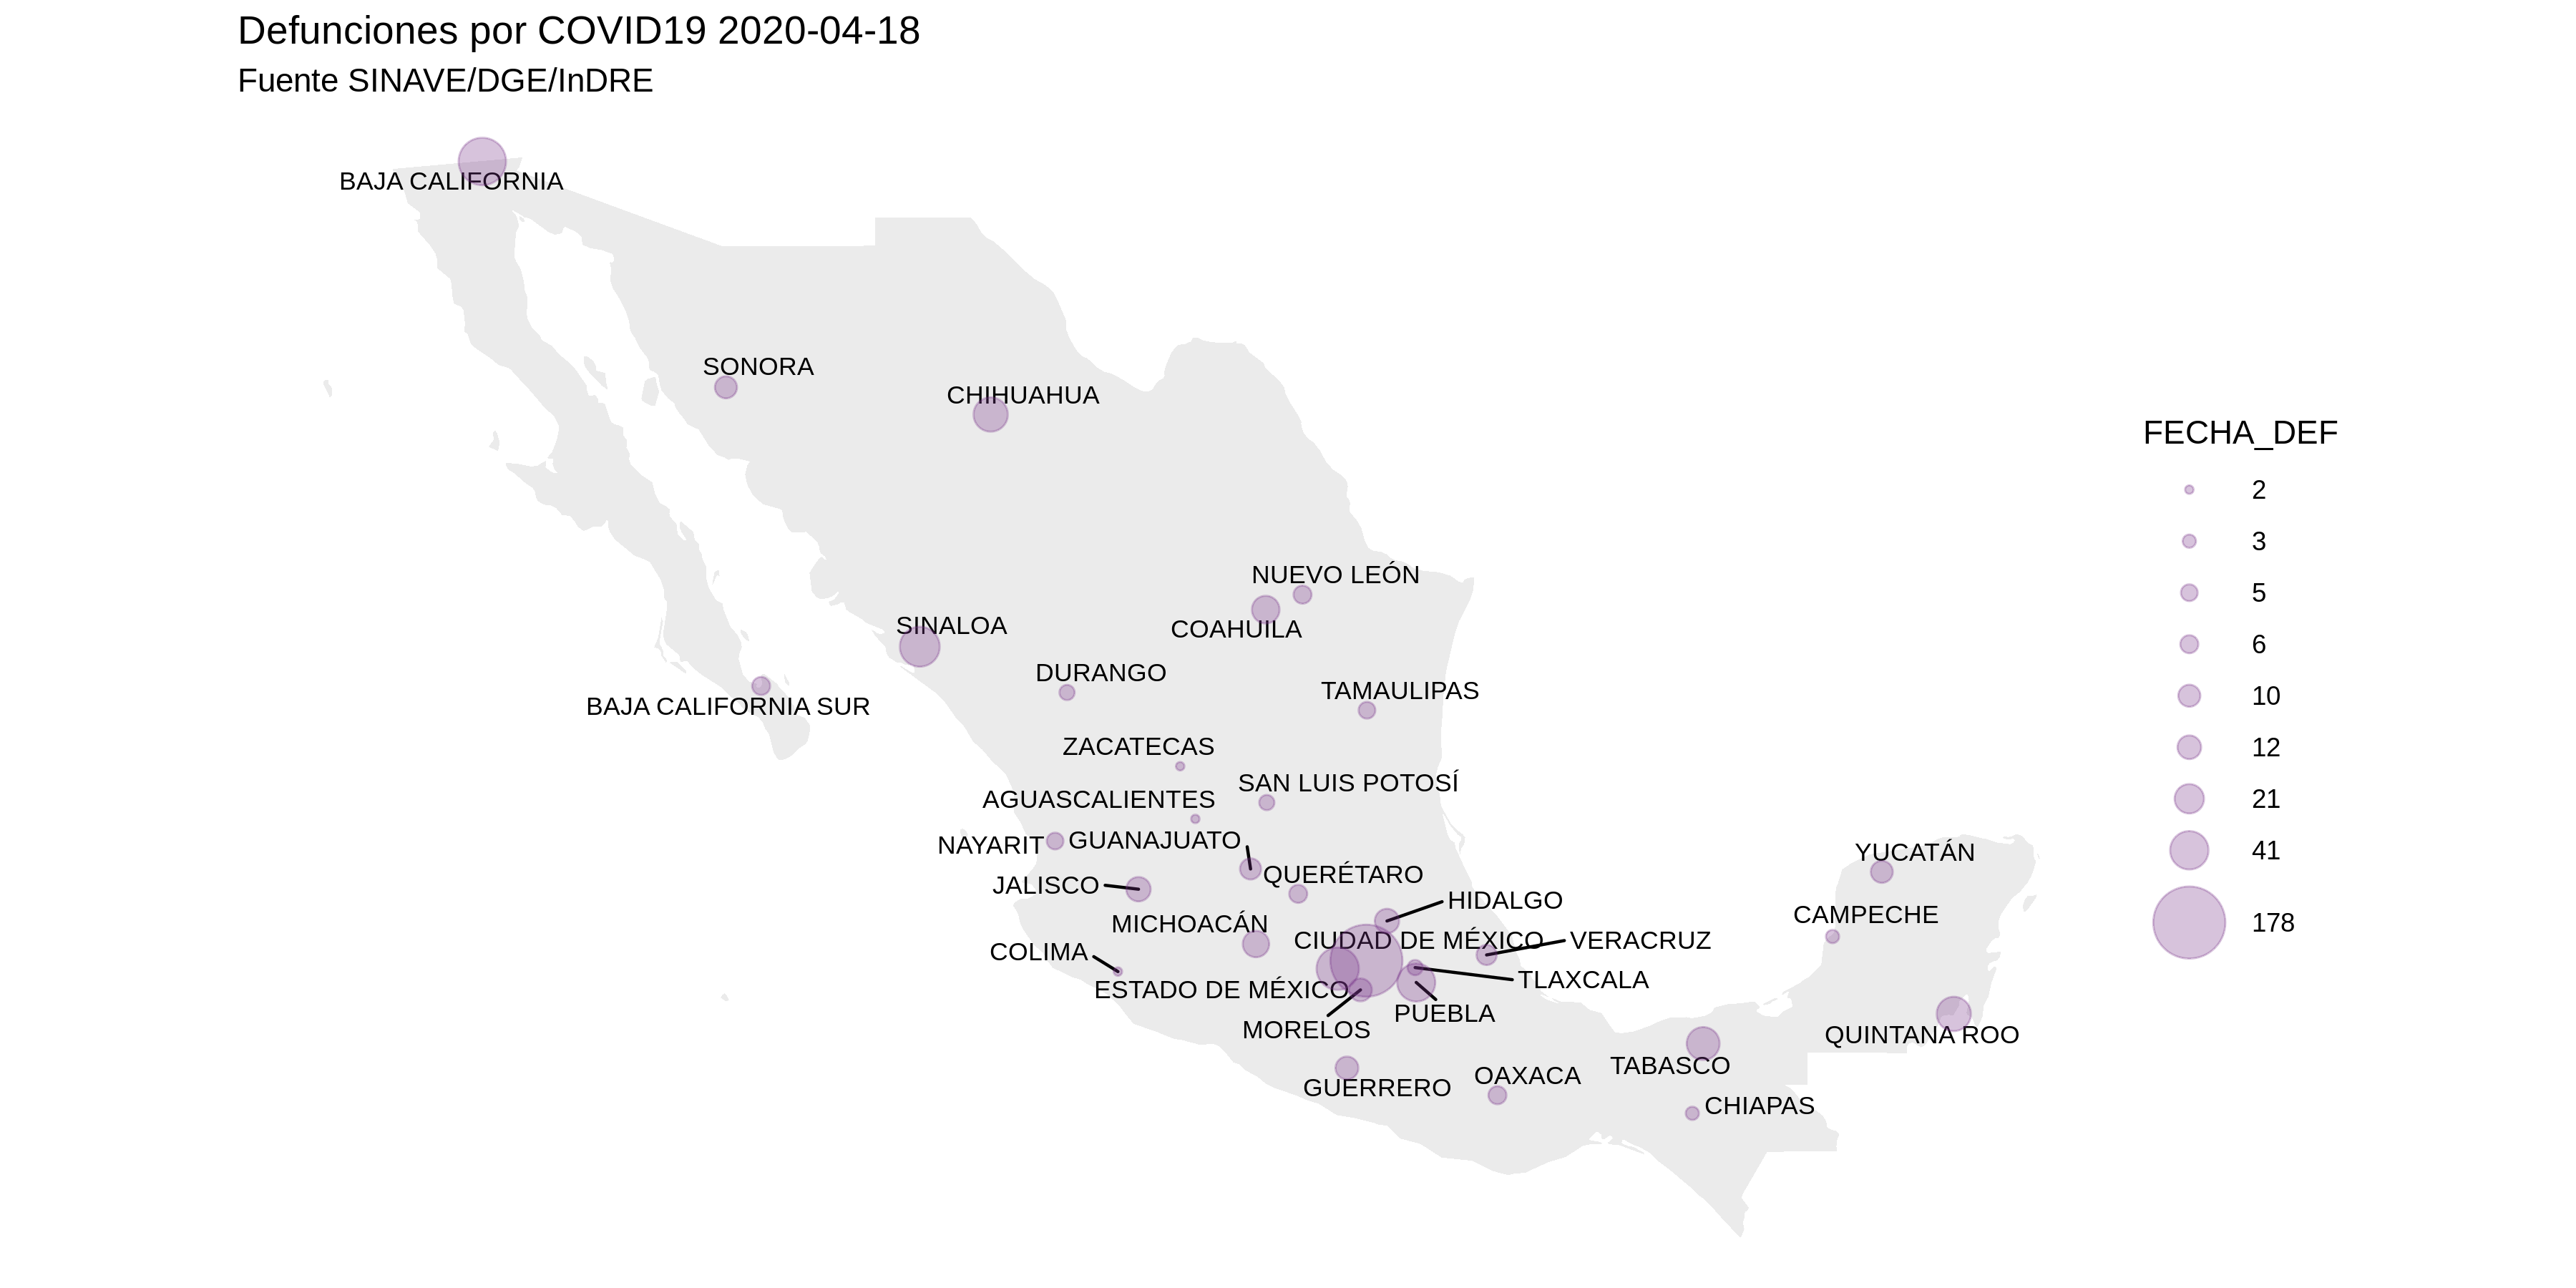 Defunciones por COVID19 2020-04-18
Fuente SINAVE/DGE/InDRE
BAJA CALIFORNIA
SONORA
CHIHUAHUA
NUEVO LEÓN
COAHUILA
SINALOA
DURANGO
TAMAULIPAS
BAJA CALIFORNIA SUR
ZACATECAS
SAN LUIS POTOSÍ
AGUASCALIENTES
NAYARIT
GUANAJUATO
QUERÉTARO
JALISCO
HIDALGO
MICHOACÁN
CIUDAD DE MÉXICO
VERACRUZ
COLIMA
TLAXCALA
ESTADO DE MÉXICO
PUEBLA
MORELOS
GUERRERO
OAXACA
TABASCO
CHIAPAS
YUCATÁN
CAMPECHE
QUINTANA ROO
FECHA_DEF
2
3
5
6
10
12
21
41
178